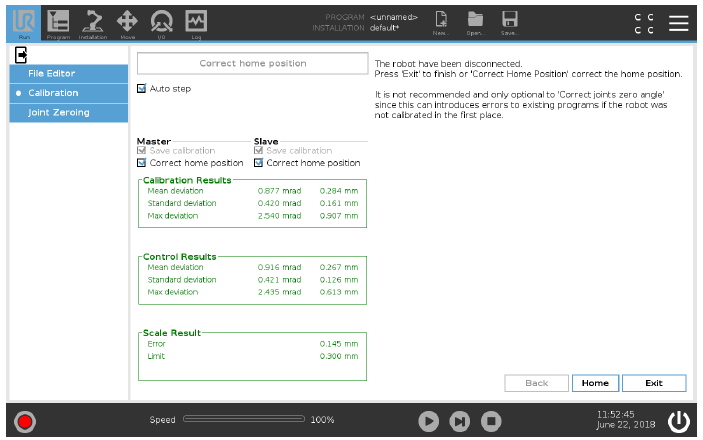 UR
PROGRAM <unnamed>
INSTALLATION default*
C C
C C
Run Program Installation Move I/O Log New... Open... Save...
File Editor
Calibration
Joint Zeroing
Correct home position
Auto step
Master Slave
Save calibration Save calibration
Correct home position Correct home position
Calibration Results
Mean deviation 0.877 mrad 0.284 mm
Standard deviation 0.420 mrad 0.161 mm
Max deviation 2.540 mrad 0.907 mm
Control Results
Mean deviation 0.916 mrad 0.267 mm
Standard deviation 0.421 mrad 0.126 mm
Max deviation 2.435 mrad 0.613 mm
Scale Result
Error 0.145 mm
Limit 0.300 mm
The robot have been disconnected.
Press 'Exit' to finish or 'Correct Home Position' correct the home position.
It is not recommended and only optional to 'Correct joints zero angle'
since this can introduces errors to existing programs if the robot was
not calibrated in the first place.
Back Home Exit
Speed 100%
11:52:45
June 22, 2018